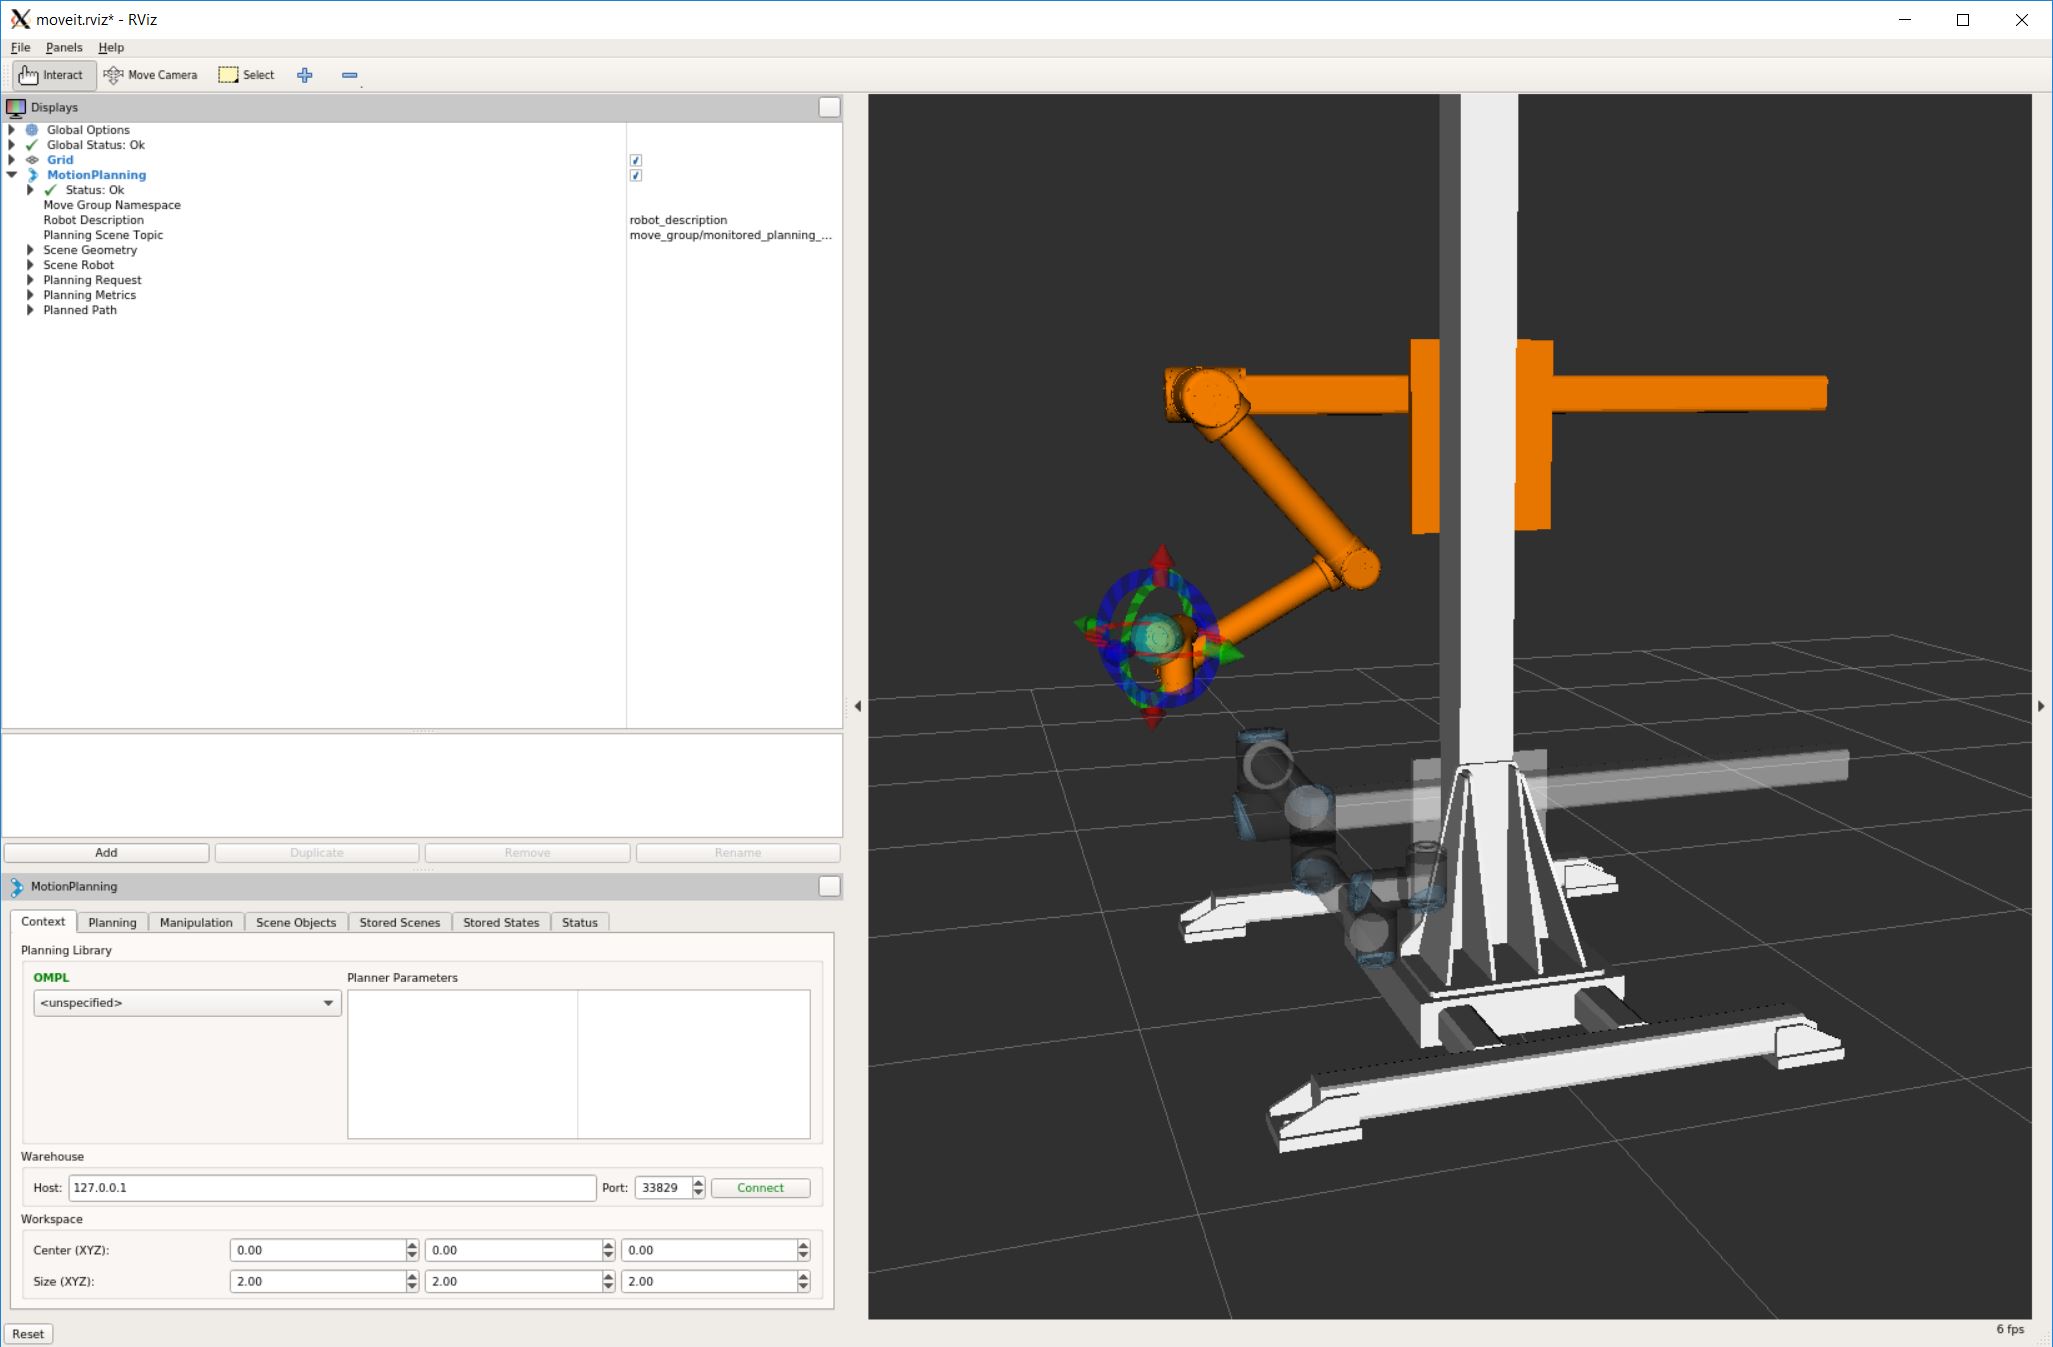 moveit.rviz* - RViz
File Panels Help
Interact Move Camera Select
Displays
Global Options
Global Status: Ok
Grid
MotionPlanning
Status: Ok
Move Group Namespace
Robot Description robot_description
Planning Scene Topic move_group/monitored_planning_...
Scene Geometry
Scene Robot
Planning Request
Planning Metrics
Planned Path
Add Duplicate Remove Rename
MotionPlanning
Context Planning Manipulation Scene Objects Stored Scenes Stored States Status
Planning Library
OMPL Planner Parameters
<unspecified>
Warehouse
Host: 127.0.0.1 Port: 33829 Connect
Workspace
Center (XYZ): 0.00 0.00 0.00
Size (XYZ): 2.00 2.00 2.00
Reset 6 fps